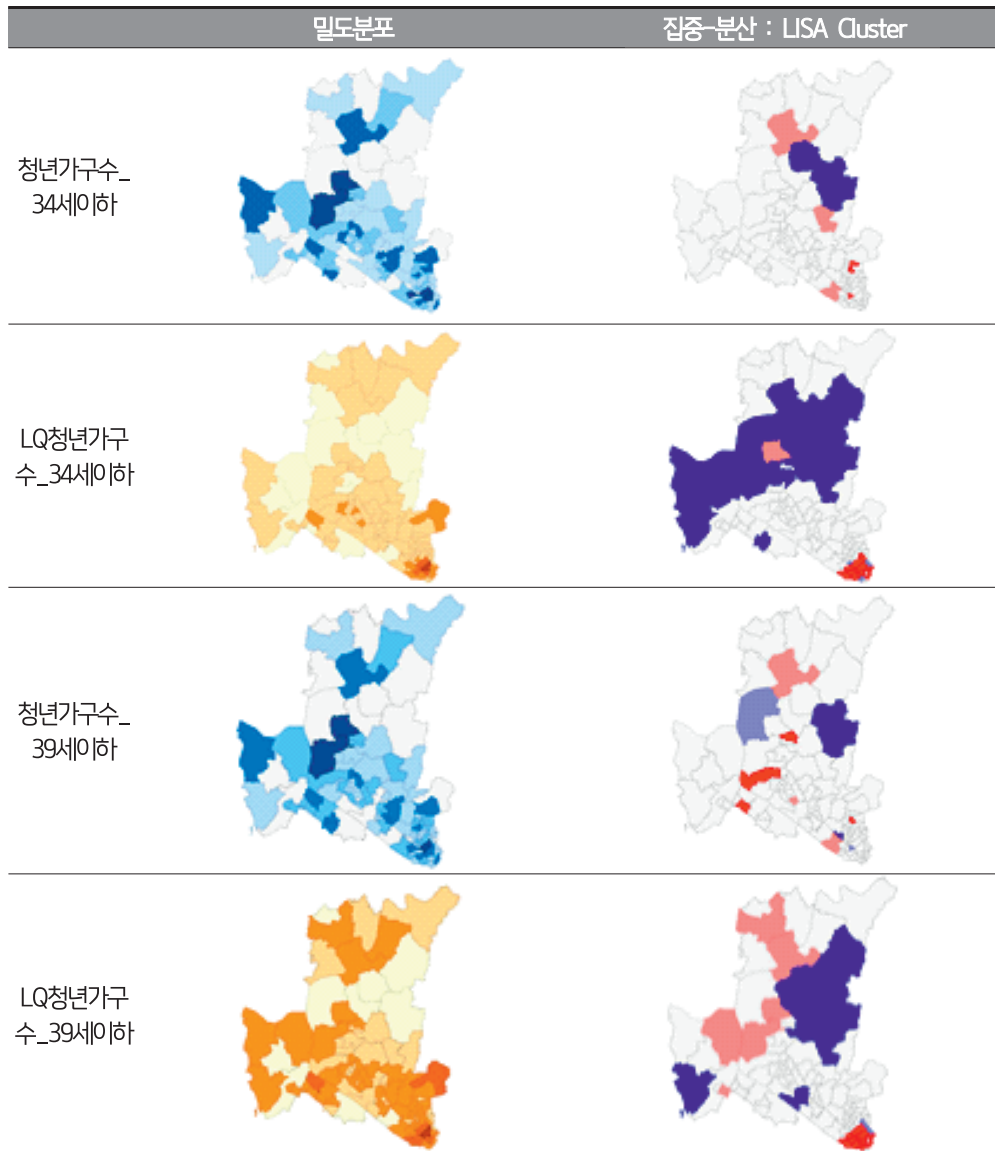 밀도분포
집중-분산 : LISA Cluster
청년가구수_
34세이하
LQ청년가구
수_34세이하
청년가구수_
39세이하
LQ청년가구
수_39세이하